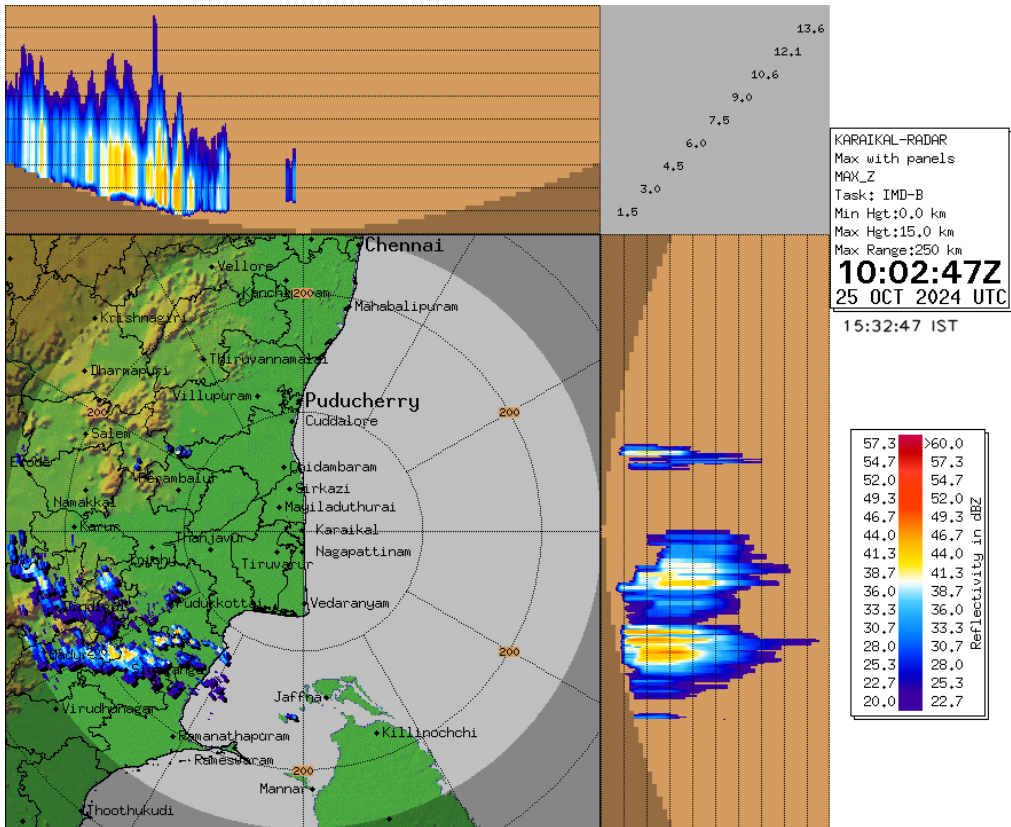 13.6
12.1
10.6
9.0
7.5
6.0
4.5
3.0
1.5
KARAIKAL-RADAR
Max with panels
MAX_Z
Task: IMD-B
Min Hgt:0.0 km
Max Hgt:15.0 km
Max Range:250 km
10:02:47Z
25 OCT 2024 UTC
15:32:47 IST
Chennai
Vellore
200
Mahabalipuram
Krishnagiri
Thiruvannamalai
Dharmapuri
Villupuram
Puducherry
200
200
Cuddalore
Salem
Chidambaram
Perambalur
Sirkazi
Namakkal
Mayiladuthurai
Karur
Karaikal
Thanjavur
Nagapattinam
Tiruvarur
Pudukkottai
Vedaranyam
200
Jaffna
Virudhunagar
Killinochchi
Ramanathapuram
Rameswaram
200
Mannar
Thoothukudi
57.3 >60.0
54.7 57.3
52.0 54.7
49.3 52.0
46.7 49.3
44.0 46.7
41.3 44.0
38.7 41.3
36.0 38.7
33.3 36.0
30.7 33.3
28.0 30.7
25.3 28.0
22.7 25.3
20.0 22.7
Reflectivity in dBZ